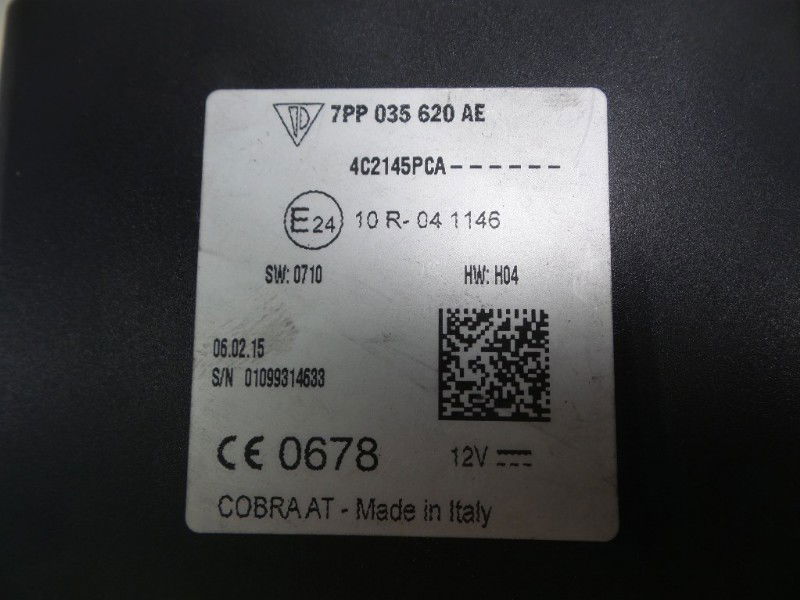 7PP 035 620 AE
4C2145PCA------
E24 10 R-04 1146
SW: 0710 HW: H04
06.02.15
S/N 01099314633
CE 0678 12V
COBRA AT - Made in Italy